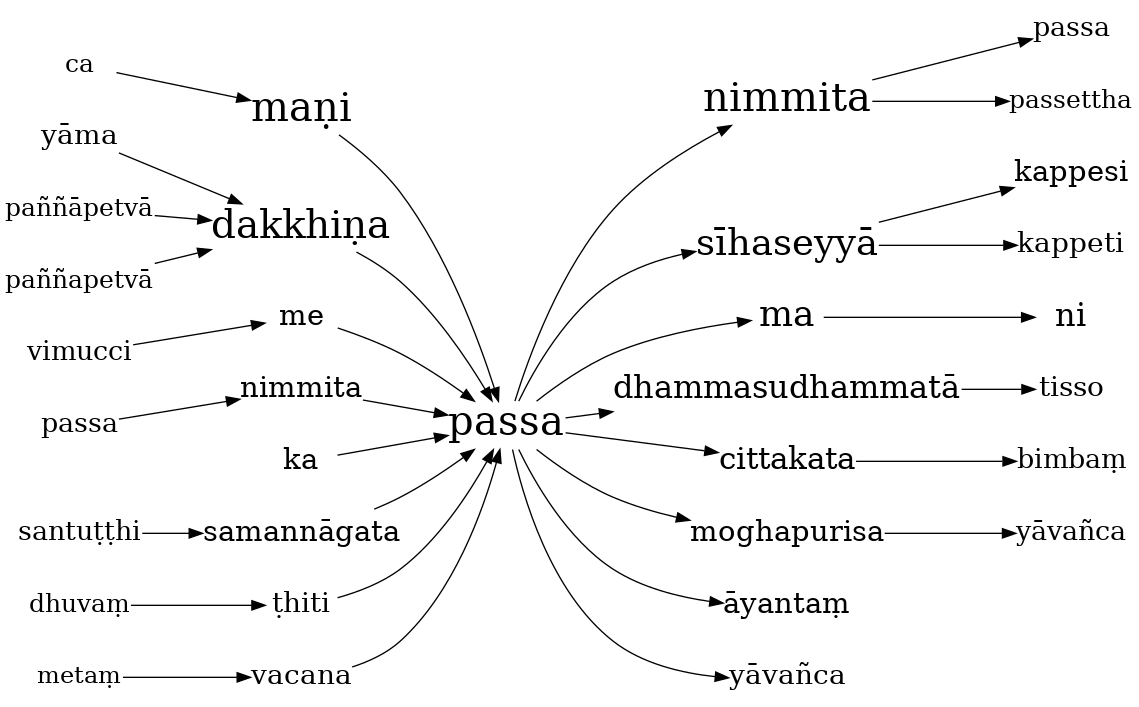 ca
yāma
paññāpetvā
paññapetvā
vimucci
passa
santuṭṭhi
dhuvaṃ
metaṃ
maṇi
dakkhiṇa
me
nimmita
ka
samannāgata
ṭhiti
vacana
passa
nimmita
sīhaseyyā
ma
dhammasudhammatā
cittakata
moghapurisa
āyantaṃ
yāvañca
passa
passettha
kappesi
kappeti
ni
tisso
bimbaṃ
yāvañca